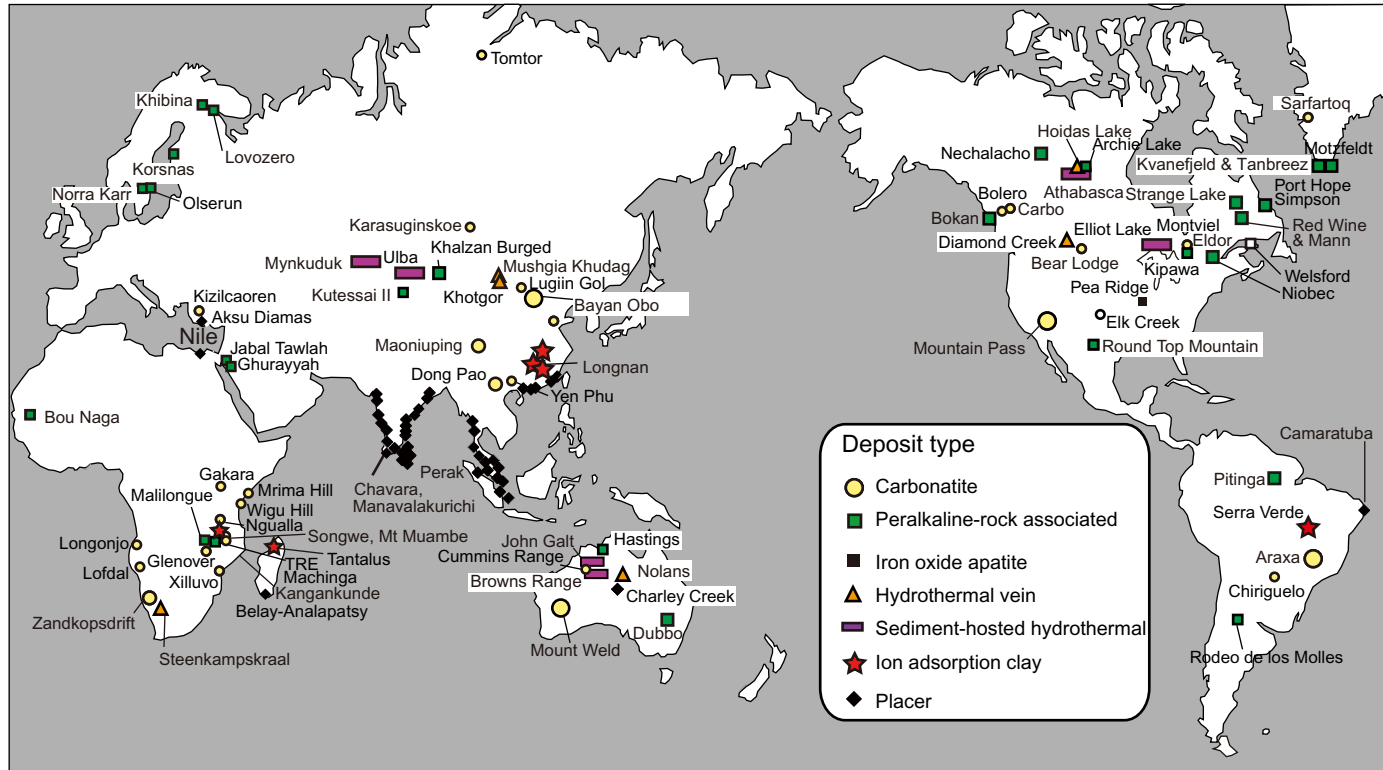 Tomtor
Khibina
Lovozero
Korsnas
Norra Karr
Olserun
Karasuginskoe
Khalzan Burged
Ulba
Mynkuduk
Mushgia Khudag
Lugiin Gol
Kutessai II
Khotgor
Bayan Obo
Kizilcaoren
Aksu Diamas
Nile
Jabal Tawlah
Ghurayyah
Maoniuping
Longnan
Dong Pao
Yen Phu
Bou Naga
Perak
Chavara,
Manavalakurichi
Gakara
Mrima Hill
Malilongue
Wigu Hill
Ngualla
Songwe, Mt Muambe
Longonjo
Glenover
Tantalus
TRE
Lofdal
Xilluvo
Machinga
Kangankunde
Belay-Analapatsy
Zandkopsdrift
Steenkampskraal
John Galt
Hastings
Cummins Range
Browns Range
Nolans
Charley Creek
Dubbo
Mount Weld
Sarfartoq
Hoidas Lake
Archie Lake
Nechalacho
Motzfeldt
Kvanefjeld & Tanbreez
Athabasca
Strange Lake
Port Hope
Simpson
Bolero
Carbo
Bokan
Elliot Lake
Montviel
Red Wine
& Mann
Diamond Creek
Eldor
Bear Lodge
Kipawa
Welsford
Niobec
Pea Ridge
Elk Creek
Mountain Pass
Round Top Mountain
Camaratuba
Pitinga
Serra Verde
Araxa
Chiriguelo
Rodeo de los Molles
Deposit type
Carbonatite
Peralkaline-rock associated
Iron oxide apatite
Hydrothermal vein
Sediment-hosted hydrothermal
Ion adsorption clay
Placer